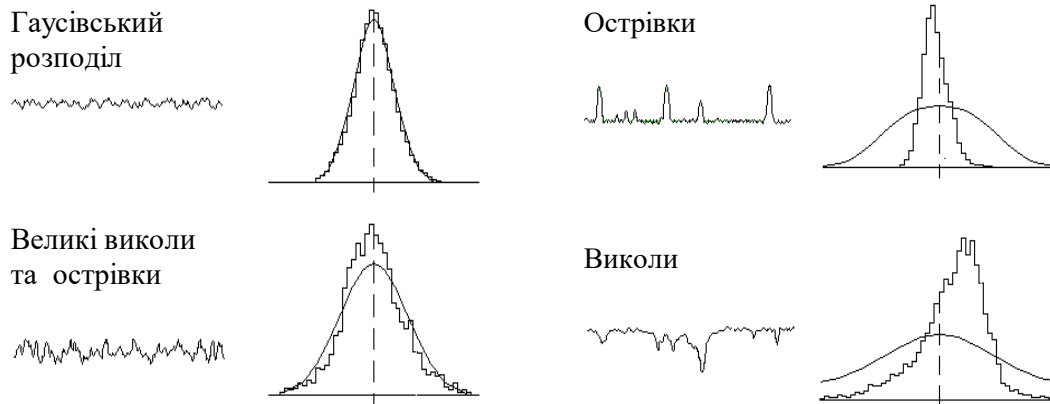 Гаусівський
розподіл
Острівки
Великі виколи
та острівки
Виколи